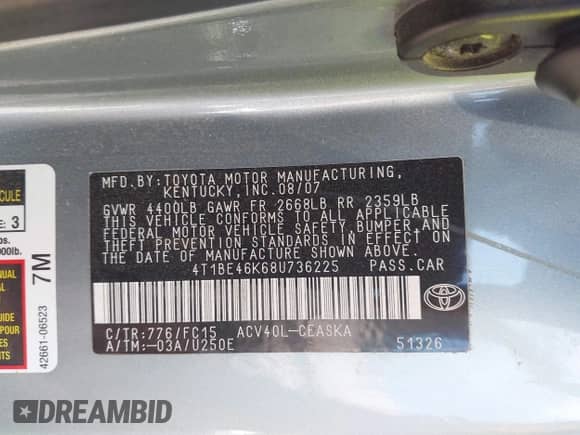 MFD.BY:TOYOTA MOTOR MANUFACTURING,
KENTUCKY,INC.08/07
GVWR 4400LB GAWR FR 2668LB RR 2359LB
THIS VEHICLE CONFORMS TO ALL APPLICABLE
FEDERAL MOTOR VEHICLE SAFETY,BUMPER,AND
THEFT PREVENTION STANDARDS IN EFFECT ON
THE DATE OF MANUFACTURE SHOWN ABOVE.
4T1BE46K68U736225 PASS.CAR
C/TR:776/FC15 ACV40L-CEASKA
A/TM:-03A/U250E 51326
TOYOTA
7M
42661-06523
3
DREAMBID